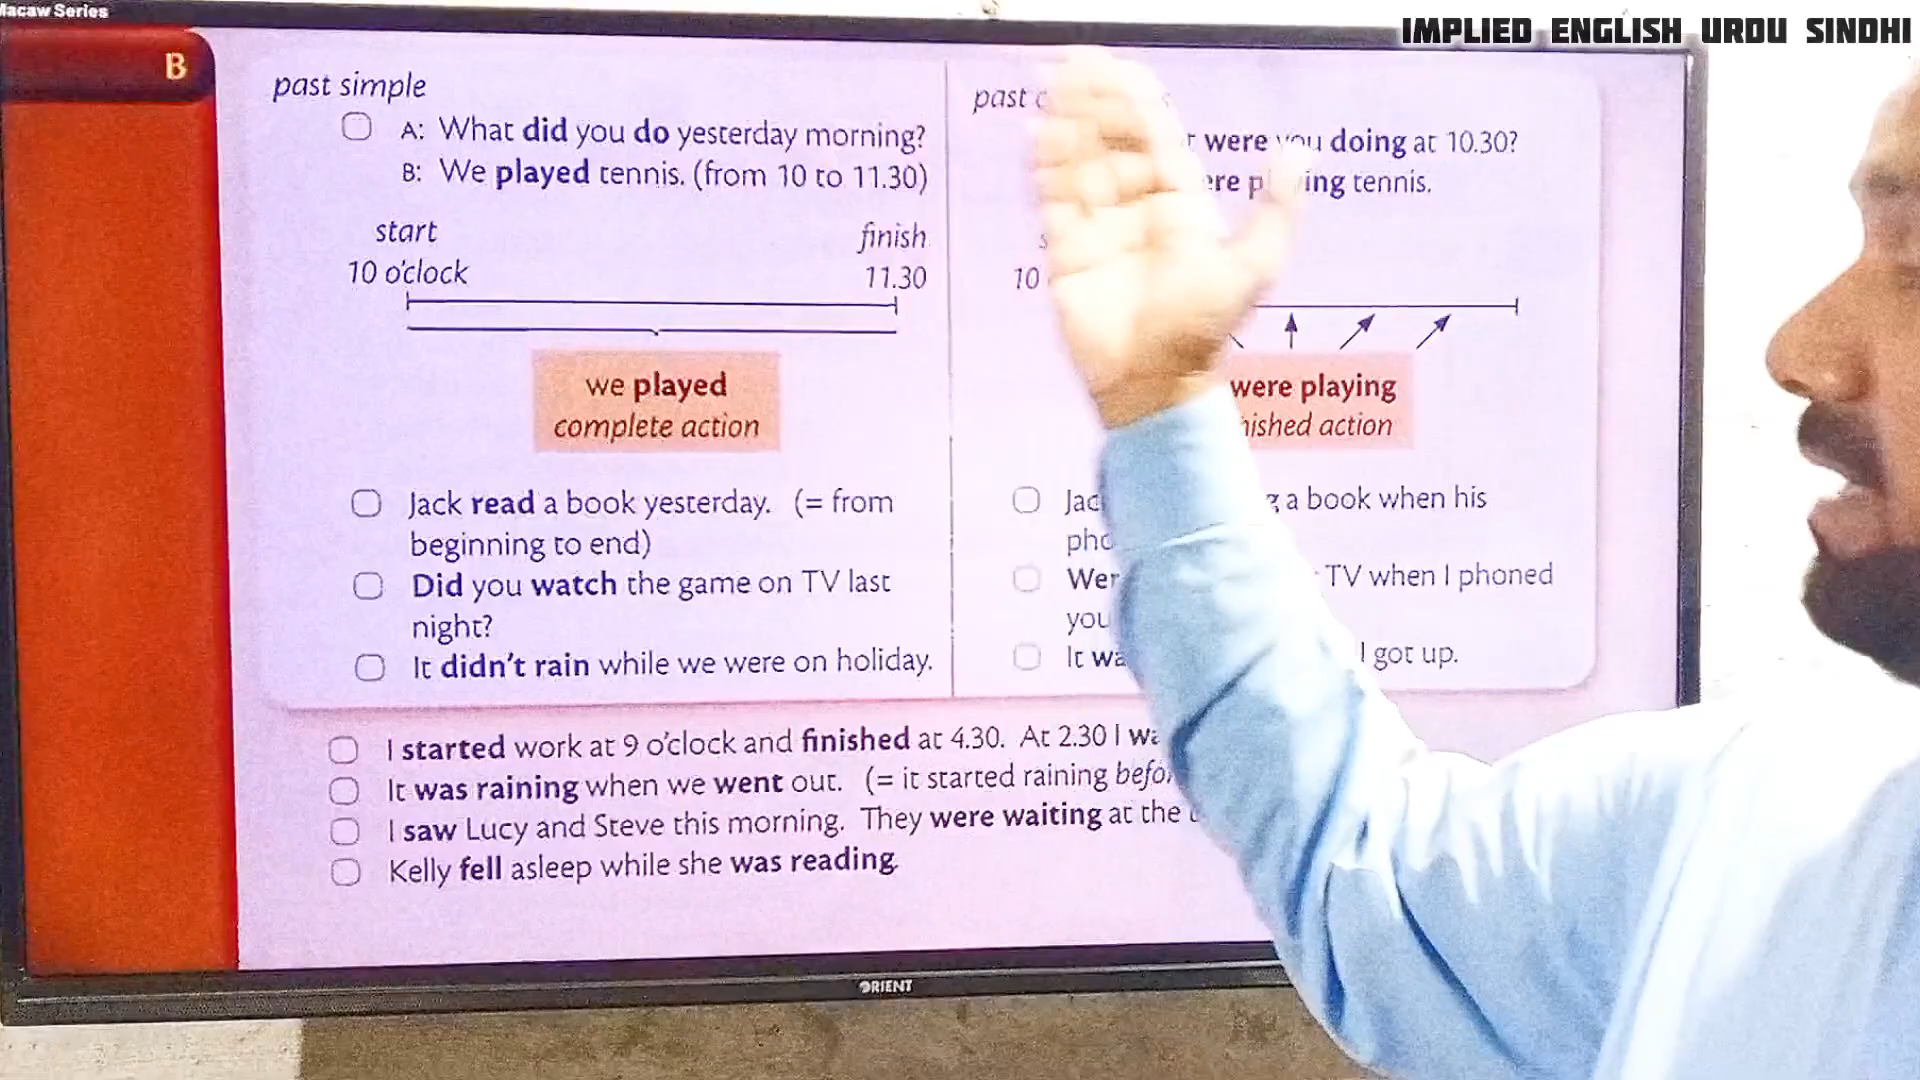 Macaw Series
IMPLIED ENGLISH URDU SINDHI
B
past simple
A: What did you do yesterday morning?
B: We played tennis. (from 10 to 11.30)
start finish
10 o'clock 11.30
we played
complete action
Jack read a book yesterday. (= from
beginning to end)
Did you watch the game on TV last
night?
It didn't rain while we were on holiday.
past
were you doing at 10.30?
tennis.
10
were playing
action
a book when his
TV when I phoned
you
It
I got up.
I started work at 9 o'clock and finished at 4.30. At 2.30 I
It was raining when we went out. (= it started raining
I saw Lucy and Steve this morning. They were waiting at the
Kelly fell asleep while she was reading.
ORIENT